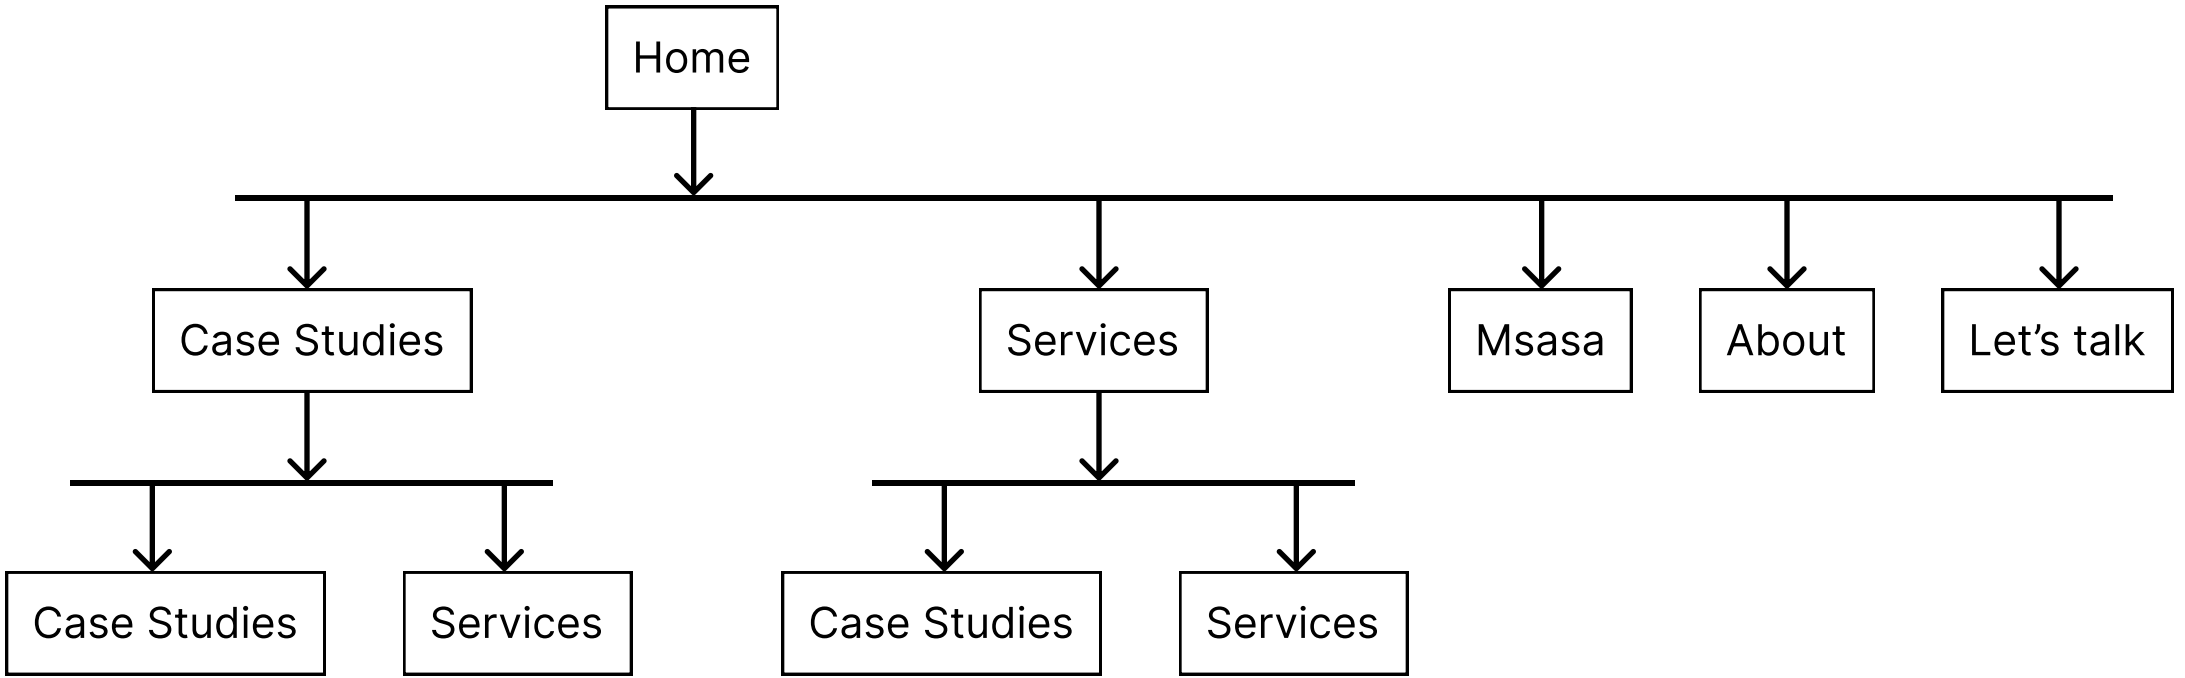 Home
Case Studies
Services
Msasa
About
Let’s talk
Case Studies
Services
Case Studies
Services